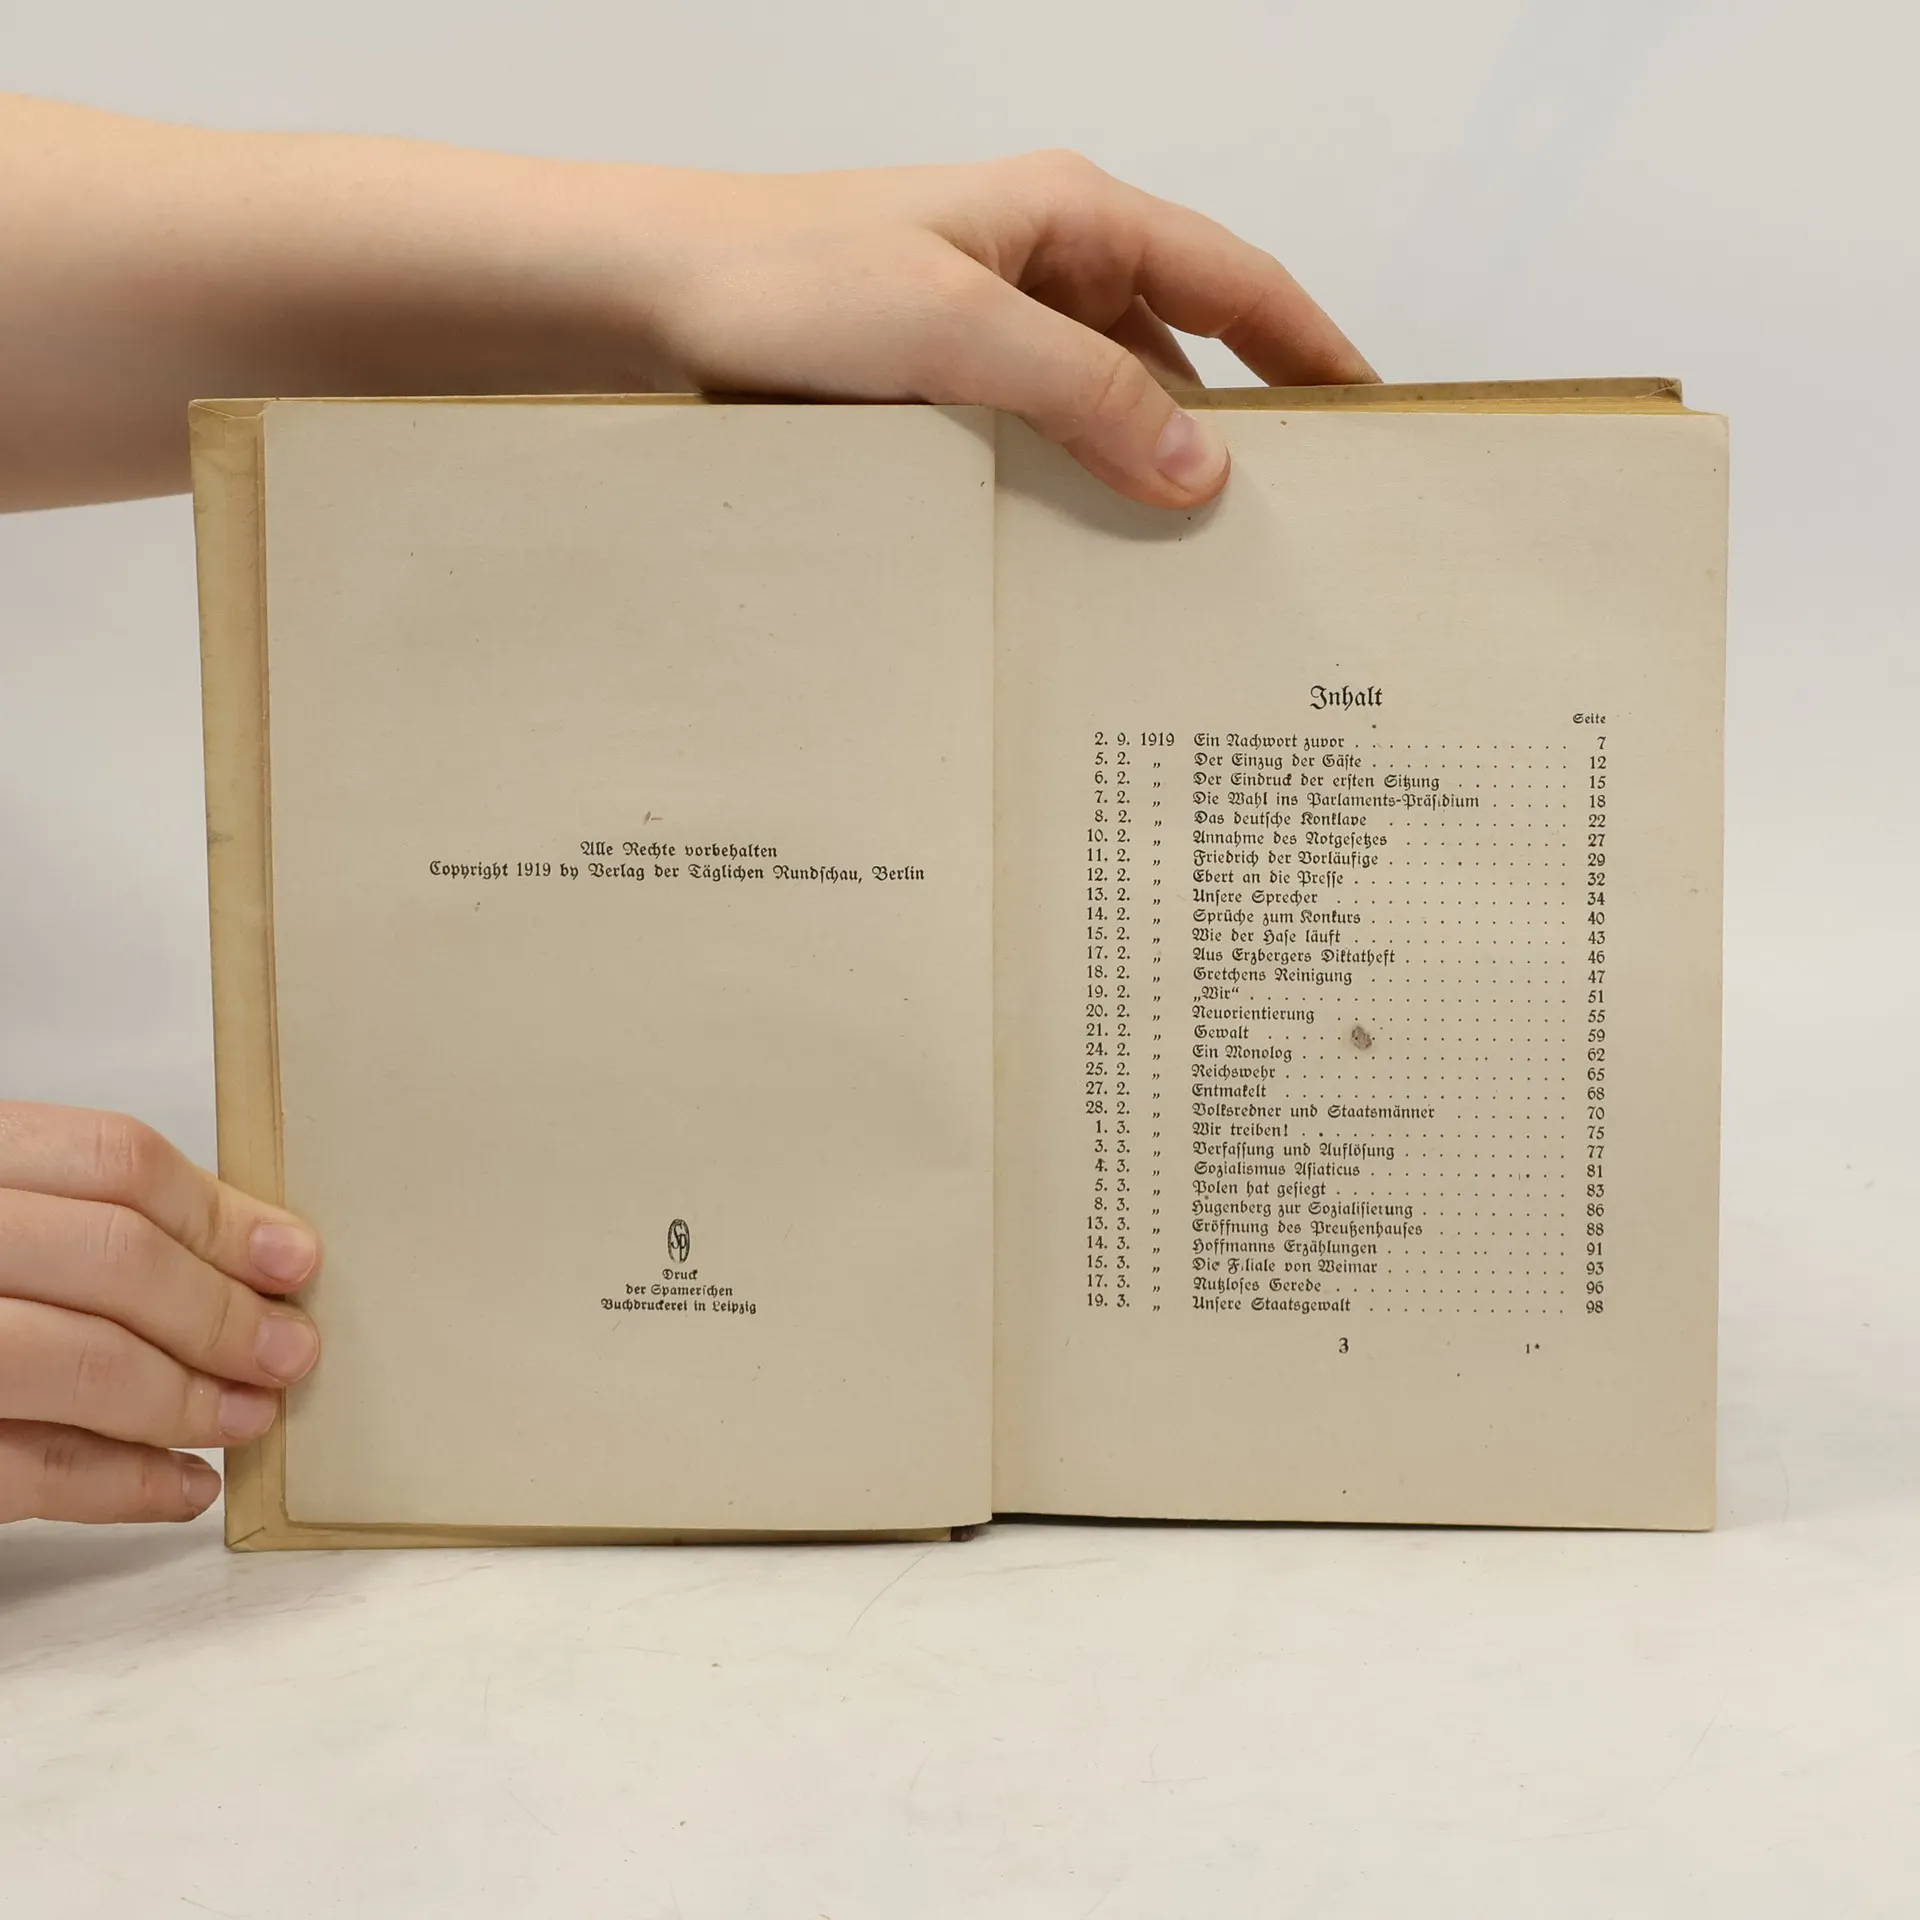 Alle Rechte vorbehalten
Copyright 1919 by Verlag der Täglichen Rundſchau, Berlin
Druck
der Spamerſchen
Buchdruckerei in Leipzig
Inhalt
Seite
2. 9. 1919 Ein Nachwort zuvor . . . . . . . . . . . . 7
5. 2. „ Der Einzug der Gäſte . . . . . . . . . . . 12
6. 2. „ Der Eindruck der erſten Sitzung . . . . . . . 15
7. 2. „ Die Wahl ins Parlaments-Präſidium . . . . . 18
8. 2. „ Das deutſche Konklave . . . . . . . . . . 22
10. 2. „ Annahme des Notgeſetzes . . . . . . . . . 27
11. 2. „ Friedrich der Vorläufige . . . . . . . . . . 29
12. 2. „ Ebert an die Preſſe . . . . . . . . . . . . 32
13. 2. „ Unſere Sprecher . . . . . . . . . . . . . 34
14. 2. „ Sprüche zum Konkurs . . . . . . . . . . . 40
15. 2. „ Wie der Haſe läuft . . . . . . . . . . . . 43
17. 2. „ Aus Erzbergers Diktatheft . . . . . . . . . 46
18. 2. „ Gretchens Reinigung . . . . . . . . . . . 47
19. 2. „ „Wir“ . . . . . . . . . . . . . . . . . . 51
20. 2. „ Neuorientierung . . . . . . . . . . . . . 55
21. 2. „ Gewalt . . . . . . . . . . . . . . . . . 59
24. 2. „ Ein Monolog . . . . . . . . . . . . . . . 62
25. 2. „ Reichswehr . . . . . . . . . . . . . . . . 65
27. 2. „ Entmakelt . . . . . . . . . . . . . . . . 68
28. 2. „ Volksredner und Staatsmänner . . . . . . . 70
1. 3. „ Wir treiben! . . . . . . . . . . . . . . . 75
3. 3. „ Verfaſſung und Auflöſung . . . . . . . . . 77
4. 3. „ Sozialismus Aſiaticus . . . . . . . . . . . 81
5. 3. „ Polen hat geſiegt . . . . . . . . . . . . . 83
8. 3. „ Hugenberg zur Sozialiſierung . . . . . . . . 86
13. 3. „ Eröffnung des Preußenhauſes . . . . . . . . 88
14. 3. „ Hoffmanns Erzählungen . . . . . . . . . . 91
15. 3. „ Die Filiale von Weimar . . . . . . . . . . 93
17. 3. „ Nutzloſes Gerede . . . . . . . . . . . . . 96
19. 3. „ Unſere Staatsgewalt . . . . . . . . . . . 98
3 1*